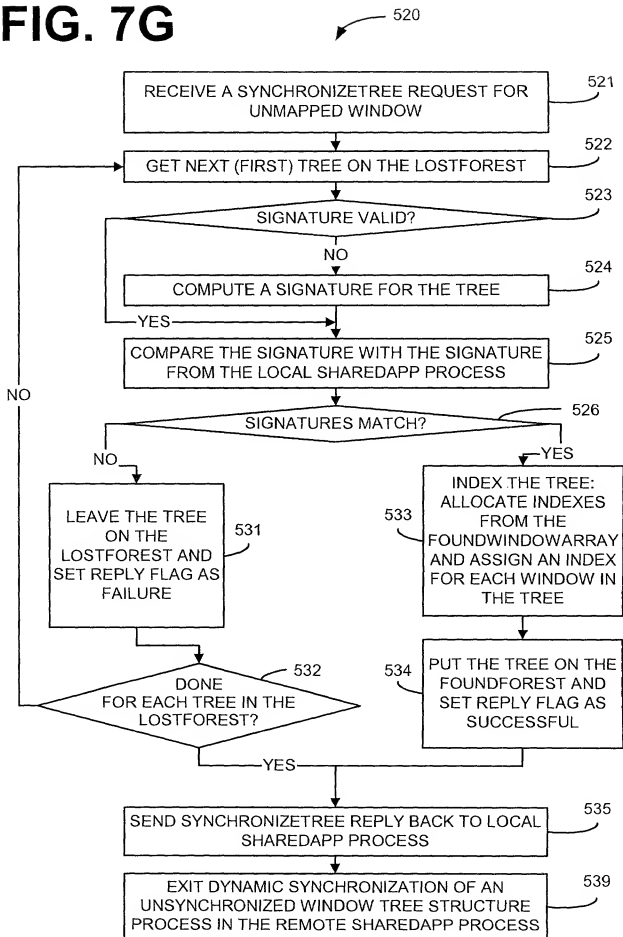 FIG. 7G
520
RECEIVE A SYNCHRONIZETREE REQUEST FOR
UNMAPPED WINDOW
521
GET NEXT (FIRST) TREE ON THE LOSTFOREST
522
SIGNATURE VALID?
523
NO
COMPUTE A SIGNATURE FOR THE TREE
524
YES
COMPARE THE SIGNATURE WITH THE SIGNATURE
FROM THE LOCAL SHAREDAPP PROCESS
525
NO
SIGNATURES MATCH?
526
NO
YES
LEAVE THE TREE
ON THE
LOSTFOREST AND
SET REPLY FLAG AS
FAILURE
531
INDEX THE TREE:
ALLOCATE INDEXES
FROM THE
FOUNDWINDOWARRAY
AND ASSIGN AN INDEX
FOR EACH WINDOW IN
THE TREE
533
DONE
FOR EACH TREE IN THE
LOSTFOREST?
532
PUT THE TREE ON THE
FOUNDFOREST AND
SET REPLY FLAG AS
SUCCESSFUL
534
YES
SEND SYNCHRONIZETREE REPLY BACK TO LOCAL
SHAREDAPP PROCESS
535
EXIT DYNAMIC SYNCHRONIZATION OF AN
UNSYNCHRONIZED WINDOW TREE STRUCTURE
PROCESS IN THE REMOTE SHAREDAPP PROCESS
539